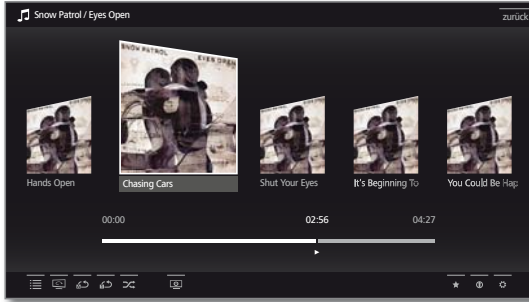 Snow Patrol / Eyes Open
zurück
SNOW PATROL EYES OPEN
Hands Open
Chasing Cars
Shut Your Eyes
It's Beginning To
You Could Be Hap
00:00 02:56 04:27